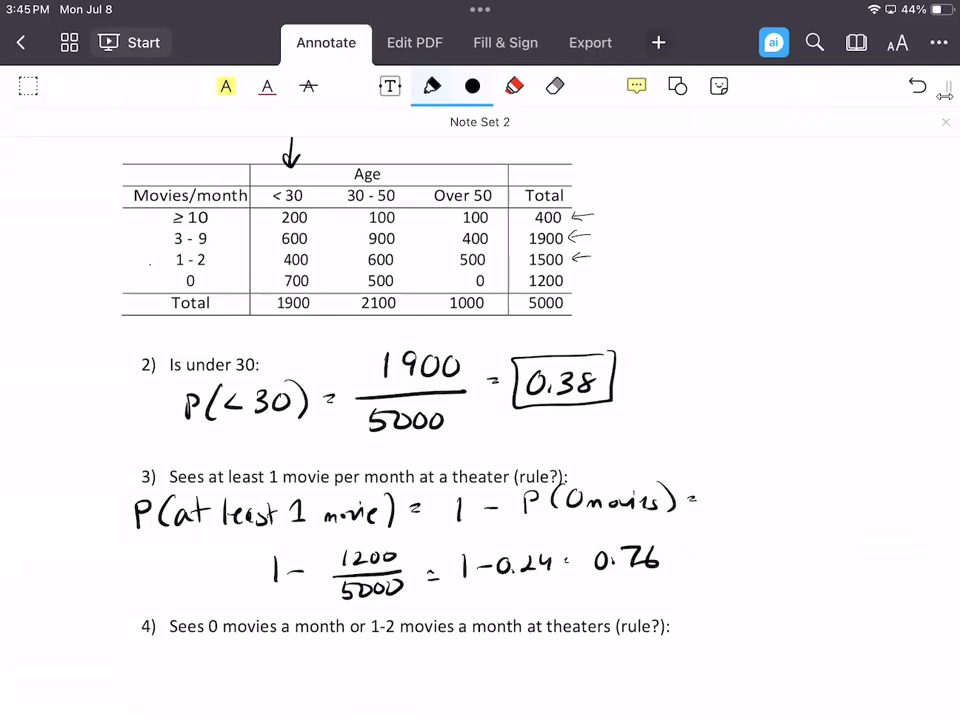 3:45 PM Mon Jul 8 44%
Start Annotate Edit PDF Fill & Sign Export + ai AA
A A A T
Note Set 2
Age
Movies/month < 30 30 - 50 Over 50 Total
≥ 10 200 100 100 400
3 - 9 600 900 400 1900
1 - 2 400 600 500 1500
0 700 500 0 1200
Total 1900 2100 1000 5000
2) Is under 30:
P(< 30) = 1900 / 5000 = 0.38
3) Sees at least 1 movie per month at a theater (rule?):
P(at least 1 movie) = 1 - P(0 movies) =
1 - 1200 / 5000 = 1 - 0.24 = 0.76
4) Sees 0 movies a month or 1-2 movies a month at theaters (rule?):